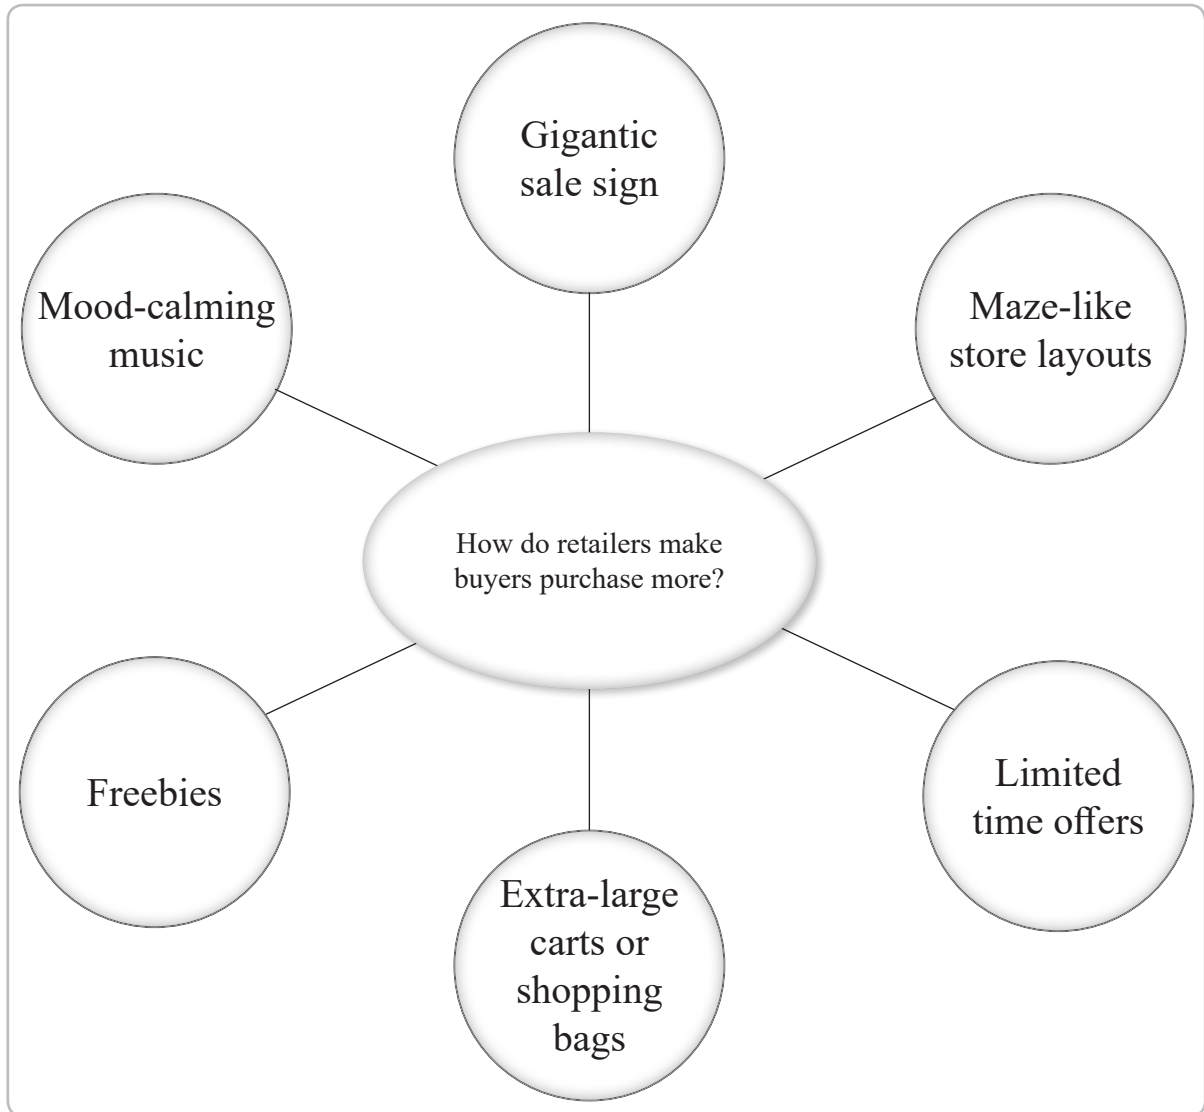 Gigantic
sale sign
Mood-calming
music
Maze-like
store layouts
How do retailers make
buyers purchase more?
Freebies
Limited
time offers
Extra-large
carts or
shopping
bags